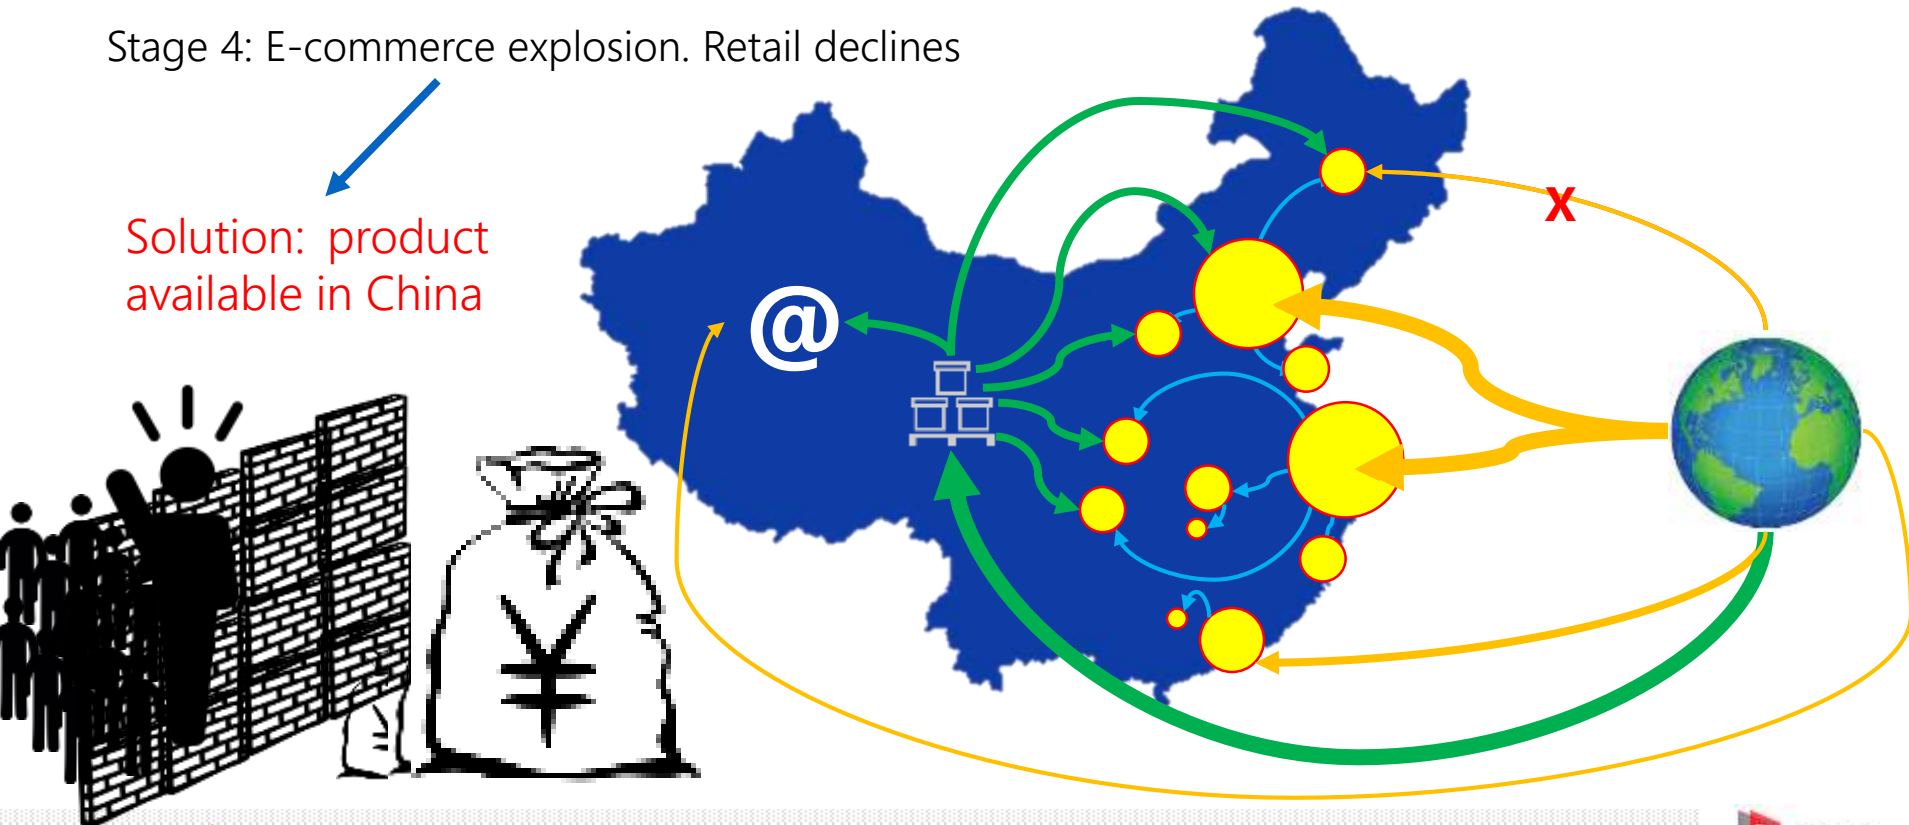 Stage 4: E-commerce explosion. Retail declines
Solution: product
available in China
@
X
¥